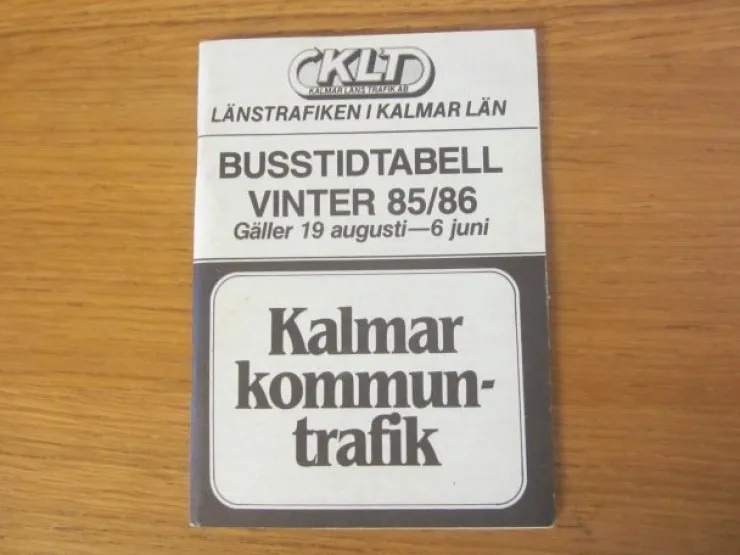 KLT
KALMAR LÄNS TRAFIK AB
LÄNSTRAFIKEN I KALMAR LÄN
BUSSTIDTABELL
VINTER 85/86
Gäller 19 augusti—6 juni
Kalmar
kommun-
trafik